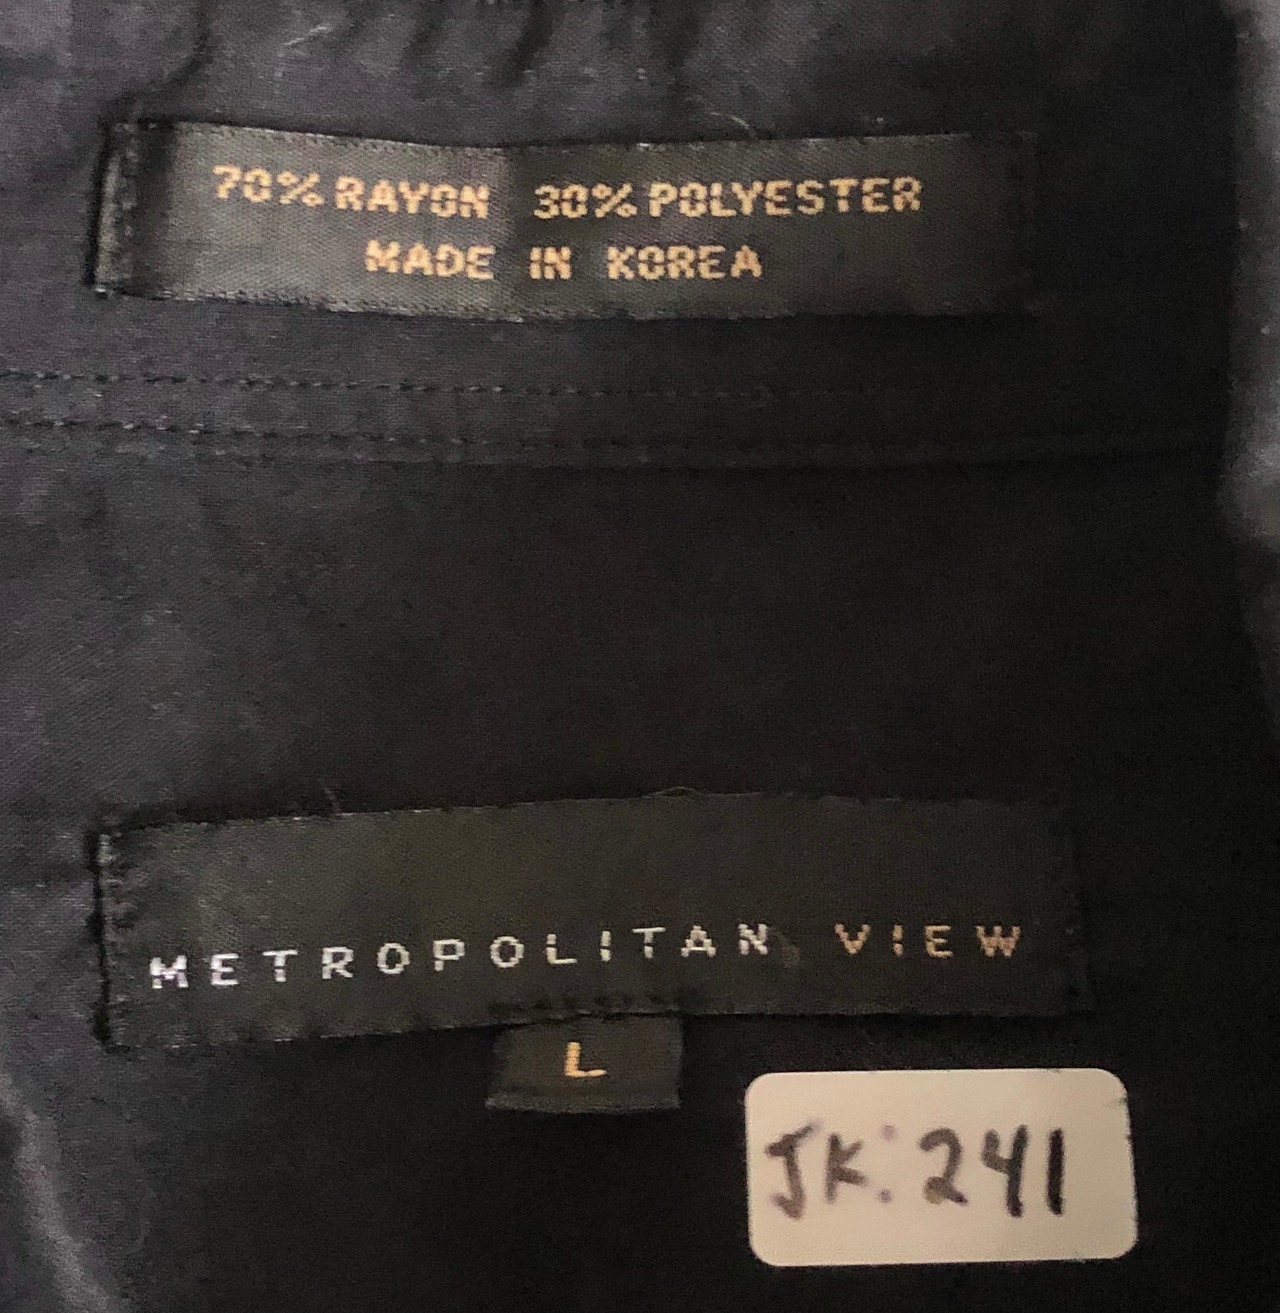 70% RAYON 30% POLYESTER
MADE IN KOREA
METROPOLITAN VIEW
L
JK: 241